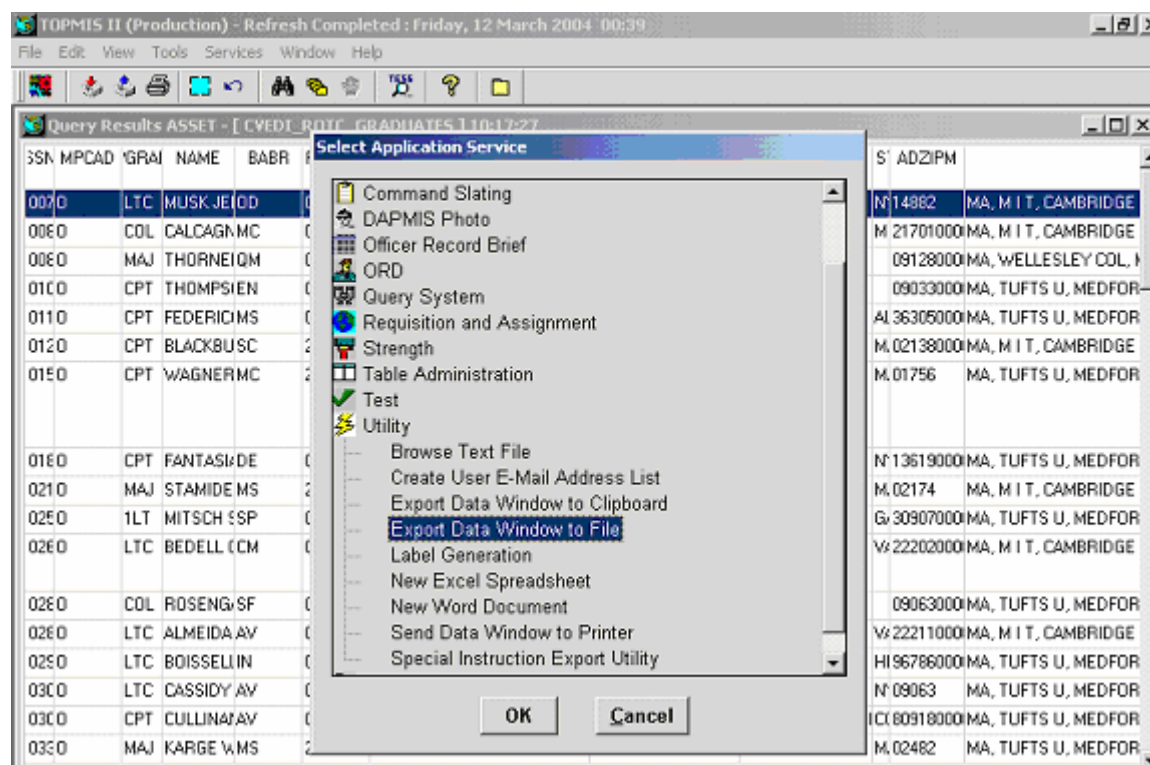 TOPMIS II (Production) - Refresh Completed : Friday, 12 March 2004 00:39
File Edit View Tools Services Window Help
Query Results ASSET - [ CVEDI_ROTC_GRADUATES ] 10:17:27
Select Application Service
SSN MPCAD GRAI NAME BABR ADZIPM
Command Slating
DAPMIS Photo
Officer Record Brief
ORD
Query System
Requisition and Assignment
Strength
Table Administration
Test
Utility
Browse Text File
Create User E-Mail Address List
Export Data Window to Clipboard
Export Data Window to File
Label Generation
New Excel Spreadsheet
New Word Document
Send Data Window to Printer
Special Instruction Export Utility
OK Cancel
LTC MUSK JE OD 14882 MA, M I T, CAMBRIDGE
COL CALCAGN MC 21701000 MA, M I T, CAMBRIDGE
MAJ THORNE QM 09128000 MA, WELLESLEY COL,
CPT THOMPS EN 09033000 MA, TUFTS U, MEDFOR
CPT FEDERIC MS 36305000 MA, TUFTS U, MEDFOR
CPT BLACKBU SC 02138000 MA, M I T, CAMBRIDGE
CPT WAGNER MC 01756 MA, TUFTS U, MEDFOR
CPT FANTASI DE 13619000 MA, TUFTS U, MEDFOR
MAJ STAMIDE MS 02174 MA, M I T, CAMBRIDGE
1LT MITSCH SP 30907000 MA, TUFTS U, MEDFOR
LTC BEDELL CM 22202000 MA, M I T, CAMBRIDGE
COL ROSENG SF 09063000 MA, TUFTS U, MEDFOR
LTC ALMEIDA AV 22211000 MA, M I T, CAMBRIDGE
LTC BOISSELL IN HI 96786000 MA, TUFTS U, MEDFOR
LTC CASSIDY AV 09063 MA, TUFTS U, MEDFOR
CPT CULLINA AV 80918000 MA, TUFTS U, MEDFOR
MAJ KARGE MS 02482 MA, TUFTS U, MEDFOR